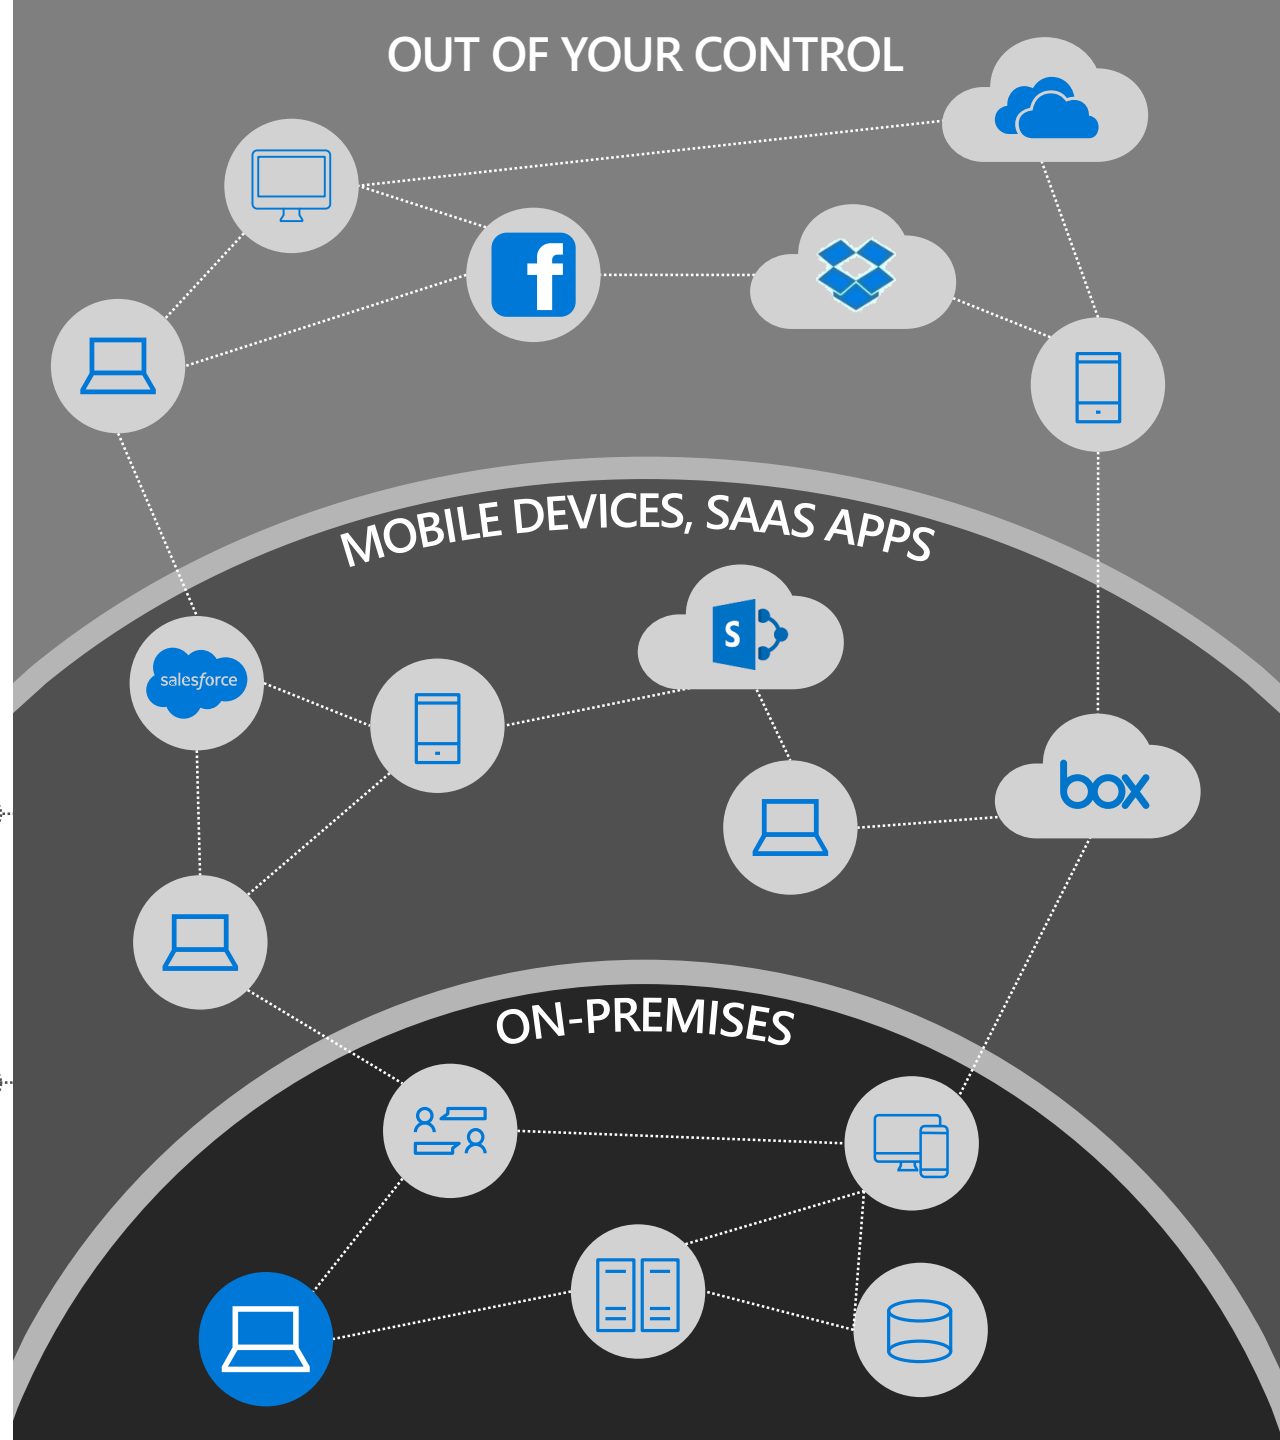 OUT OF YOUR CONTROL
f
MOBILE DEVICES, SAAS APPS
S
salesforce
box
ON-PREMISES